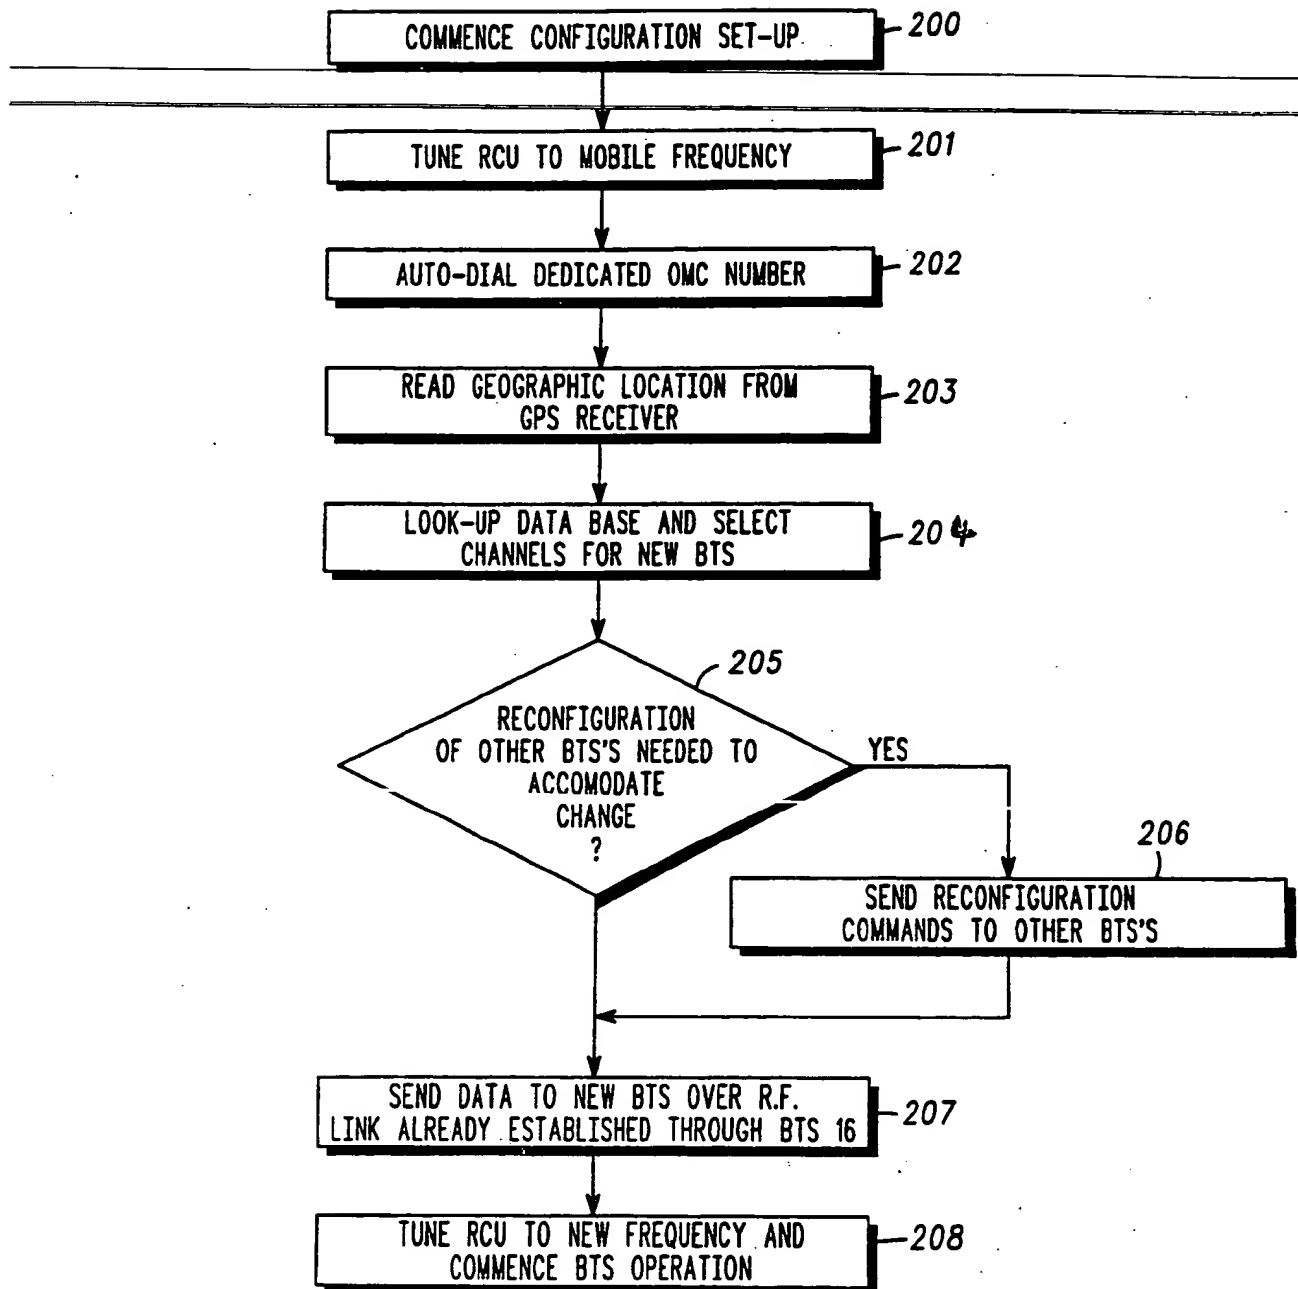 COMMENCE CONFIGURATION SET-UP
200
TUNE RCU TO MOBILE FREQUENCY
201
AUTO-DIAL DEDICATED OMC NUMBER
202
READ GEOGRAPHIC LOCATION FROM
GPS RECEIVER
203
LOOK-UP DATA BASE AND SELECT
CHANNELS FOR NEW BTS
204
205
RECONFIGURATION
OF OTHER BTS'S NEEDED TO
ACCOMODATE
CHANGE
?
YES
206
SEND RECONFIGURATION
COMMANDS TO OTHER BTS'S
SEND DATA TO NEW BTS OVER R.F.
LINK ALREADY ESTABLISHED THROUGH BTS 16
207
TUNE RCU TO NEW FREQUENCY AND
COMMENCE BTS OPERATION
208